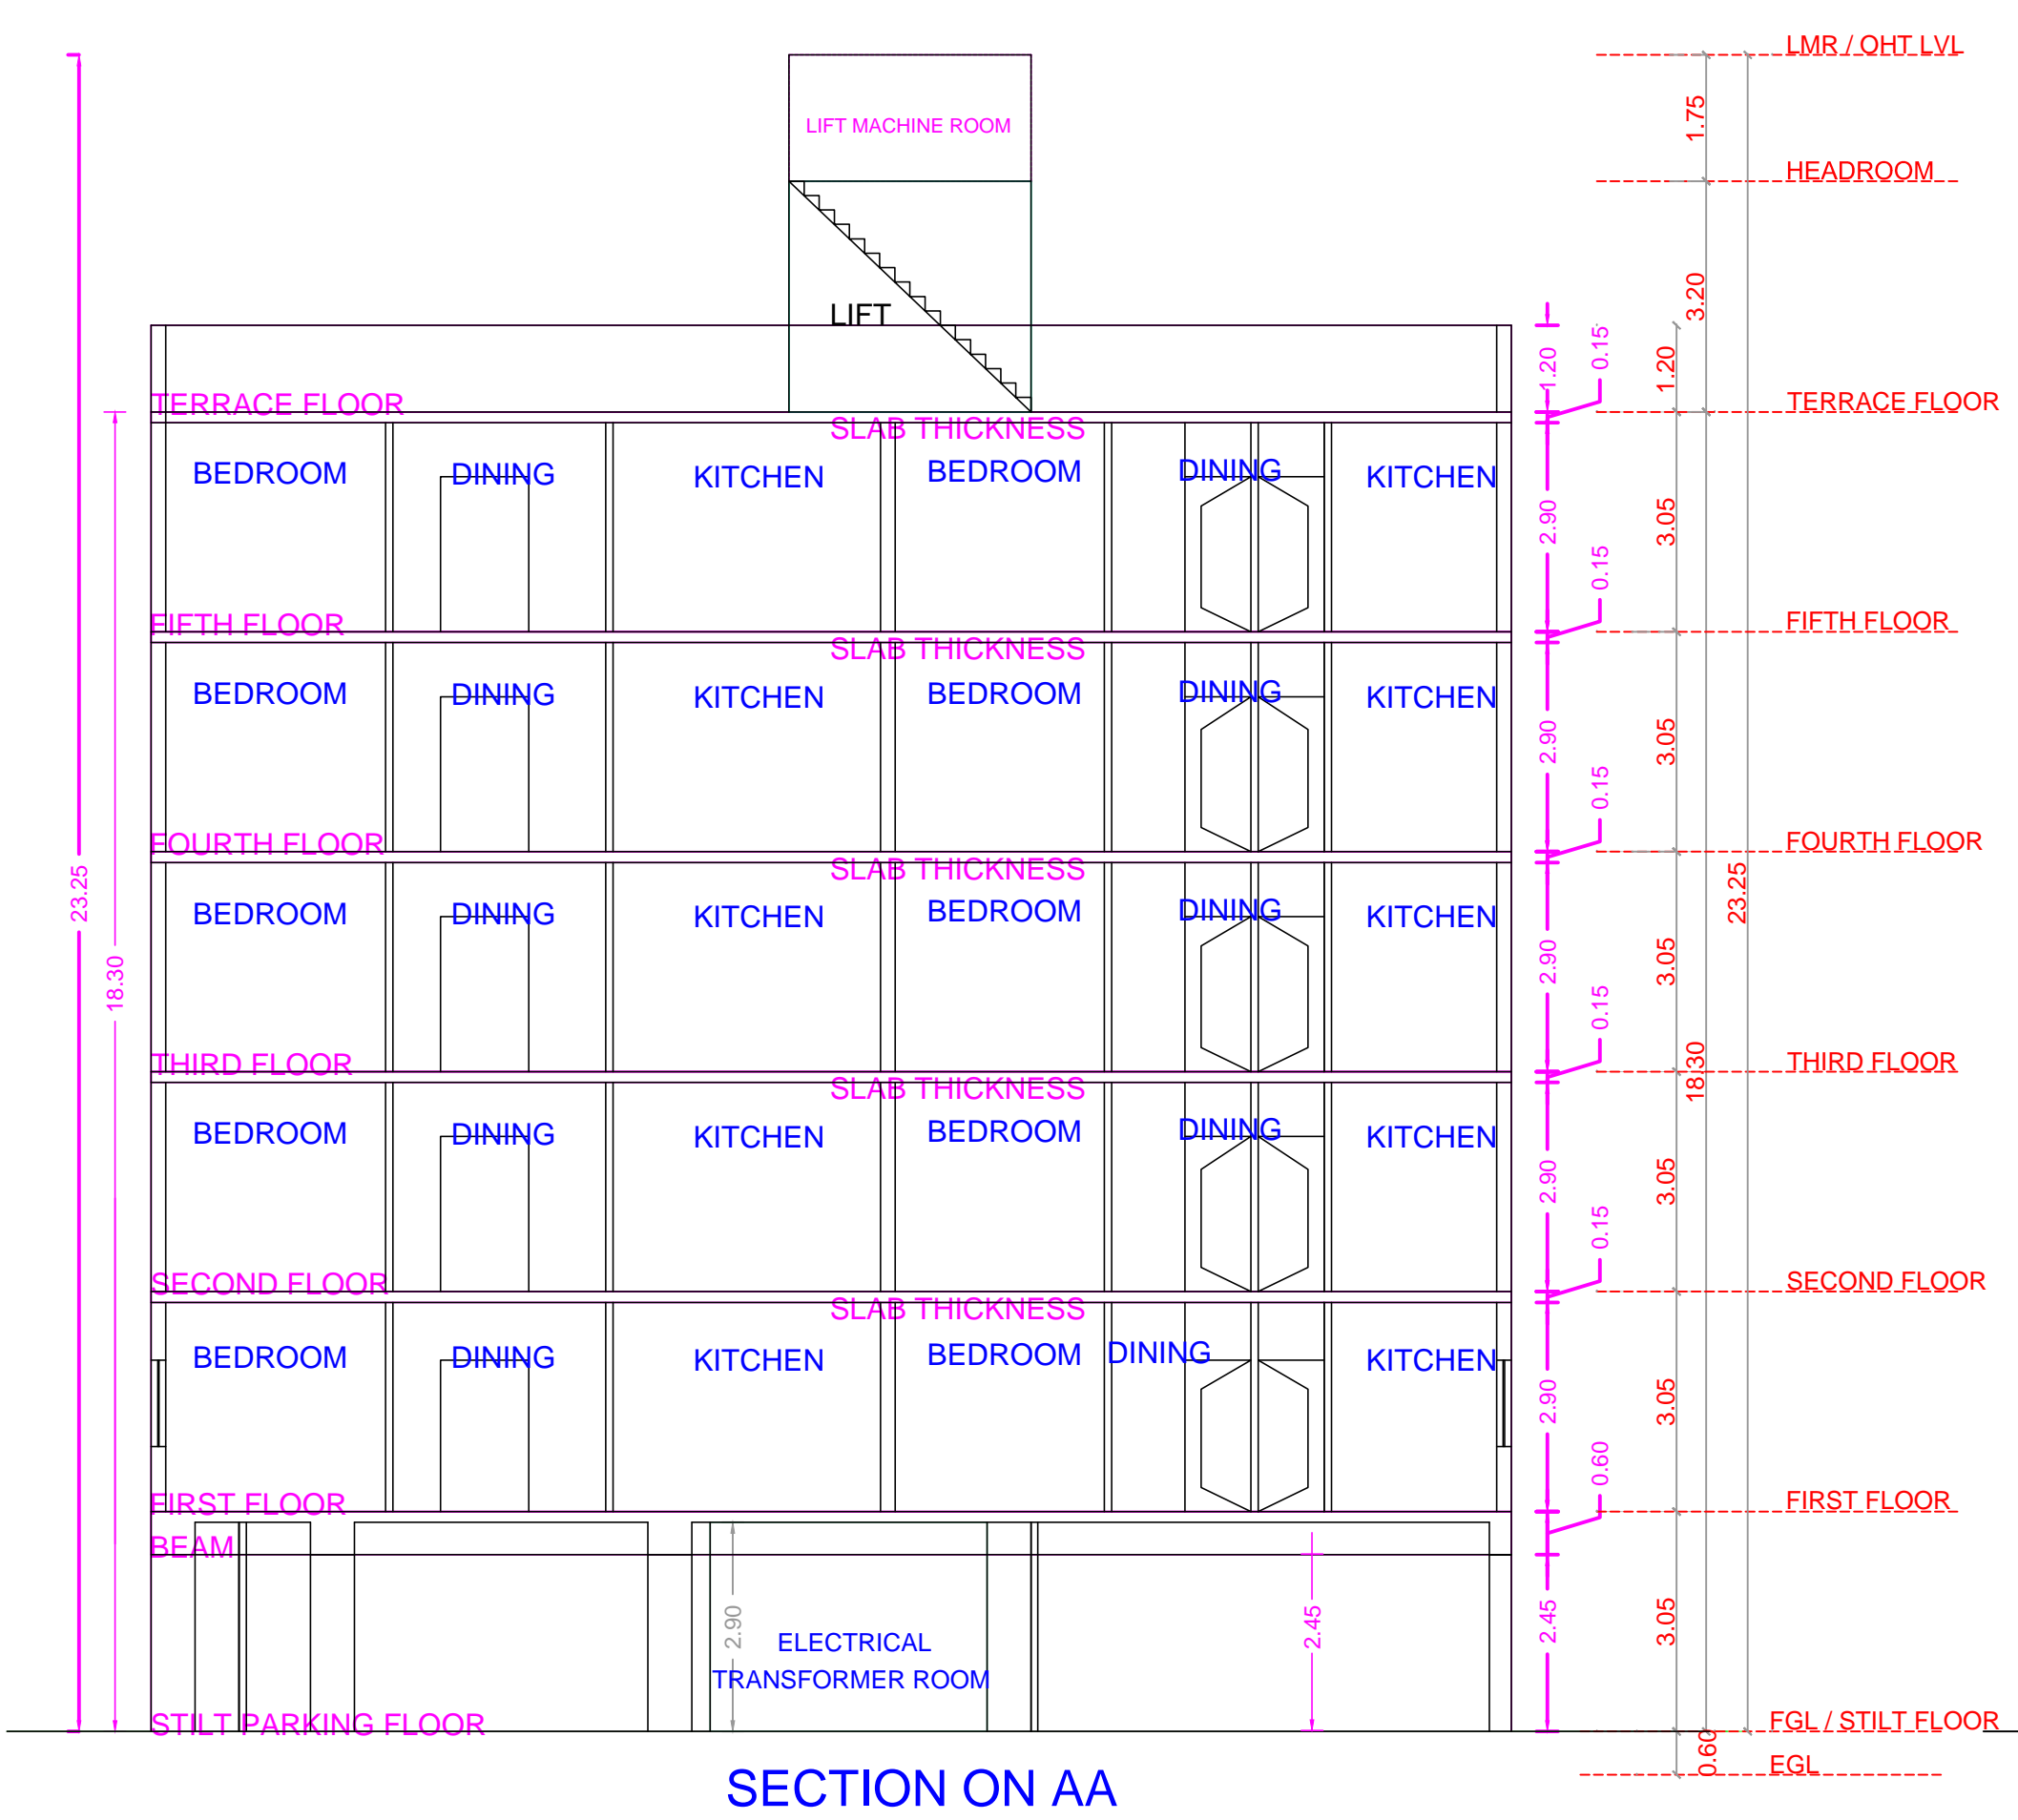 LMR / OHT LVL
1.75
LIFT MACHINE ROOM
HEADROOM
3.20
LIFT
1.20
0.15
1.20
TERRACE FLOOR
TERRACE FLOOR
SLAB THICKNESS
BEDROOM
DINING
KITCHEN
BEDROOM
DINING
KITCHEN
2.90
3.05
0.15
FIFTH FLOOR
FIFTH FLOOR
SLAB THICKNESS
BEDROOM
DINING
KITCHEN
BEDROOM
DINING
KITCHEN
2.90
3.05
0.15
FOURTH FLOOR
FOURTH FLOOR
SLAB THICKNESS
23.25
23.25
BEDROOM
DINING
KITCHEN
BEDROOM
DINING
KITCHEN
2.90
3.05
18.30
0.15
THIRD FLOOR
THIRD FLOOR
18.30
SLAB THICKNESS
BEDROOM
DINING
KITCHEN
BEDROOM
DINING
KITCHEN
2.90
3.05
0.15
SECOND FLOOR
SECOND FLOOR
SLAB THICKNESS
BEDROOM
DINING
KITCHEN
BEDROOM
DINING
KITCHEN
2.90
3.05
0.60
FIRST FLOOR
FIRST FLOOR
BEAM
2.90
ELECTRICAL
TRANSFORMER ROOM
2.45
2.45
3.05
STILT PARKING FLOOR
FGL / STILT FLOOR
0.60
EGL
SECTION ON AA